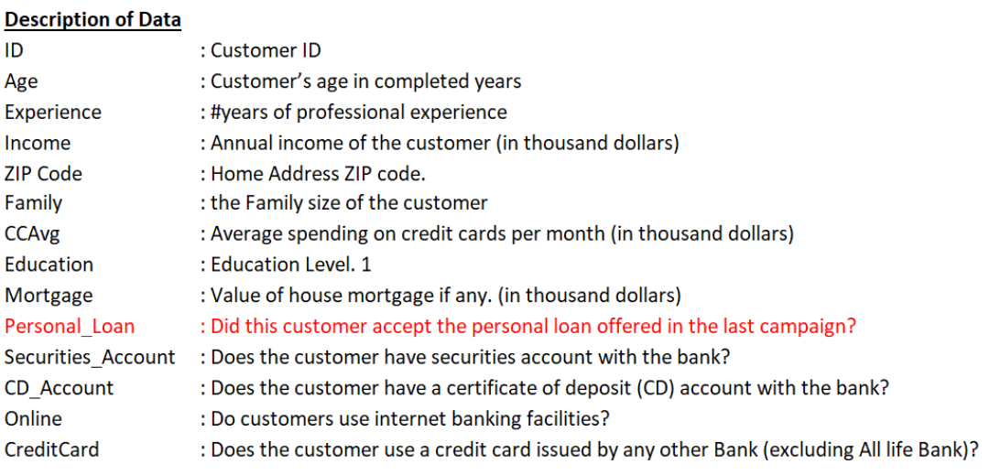 Description of Data
ID : Customer ID
Age : Customer’s age in completed years
Experience : #years of professional experience
Income : Annual income of the customer (in thousand dollars)
ZIP Code : Home Address ZIP code.
Family : the Family size of the customer
CCAvg : Average spending on credit cards per month (in thousand dollars)
Education : Education Level. 1
Mortgage : Value of house mortgage if any. (in thousand dollars)
Personal_Loan : Did this customer accept the personal loan offered in the last campaign?
Securities_Account : Does the customer have securities account with the bank?
CD_Account : Does the customer have a certificate of deposit (CD) account with the bank?
Online : Do customers use internet banking facilities?
CreditCard : Does the customer use a credit card issued by any other Bank (excluding All life Bank)?